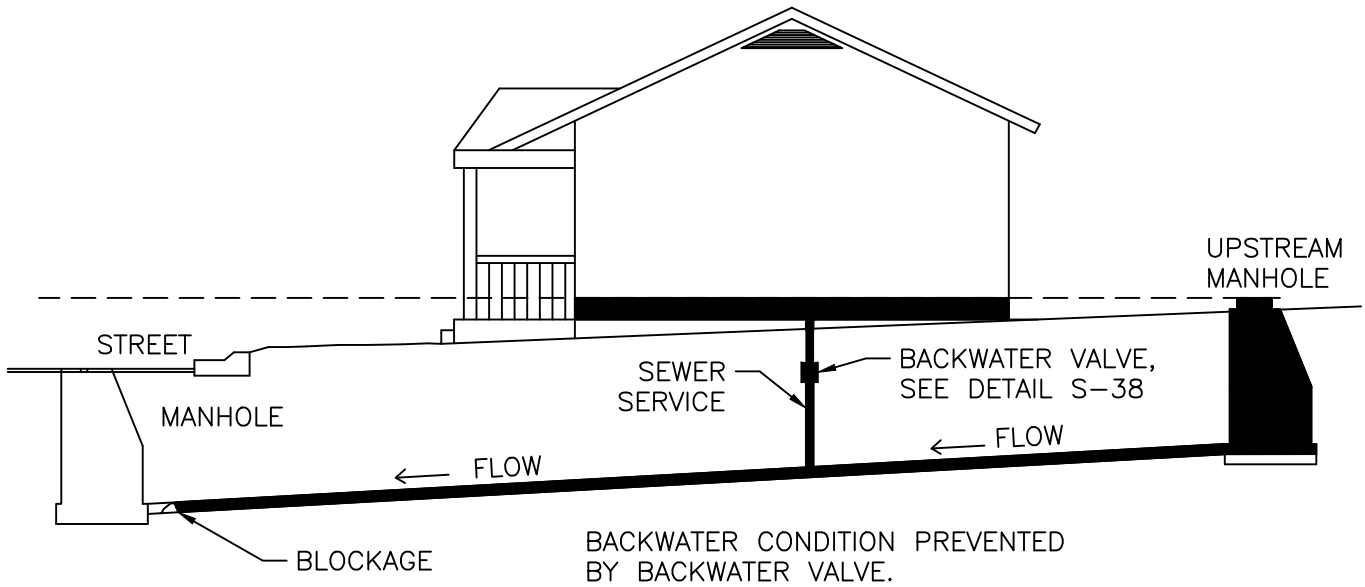 UPSTREAM
MANHOLE
STREET
MANHOLE
SEWER
SERVICE
BACKWATER VALVE,
SEE DETAIL S-38
FLOW
FLOW
BLOCKAGE
BACKWATER CONDITION PREVENTED
BY BACKWATER VALVE.